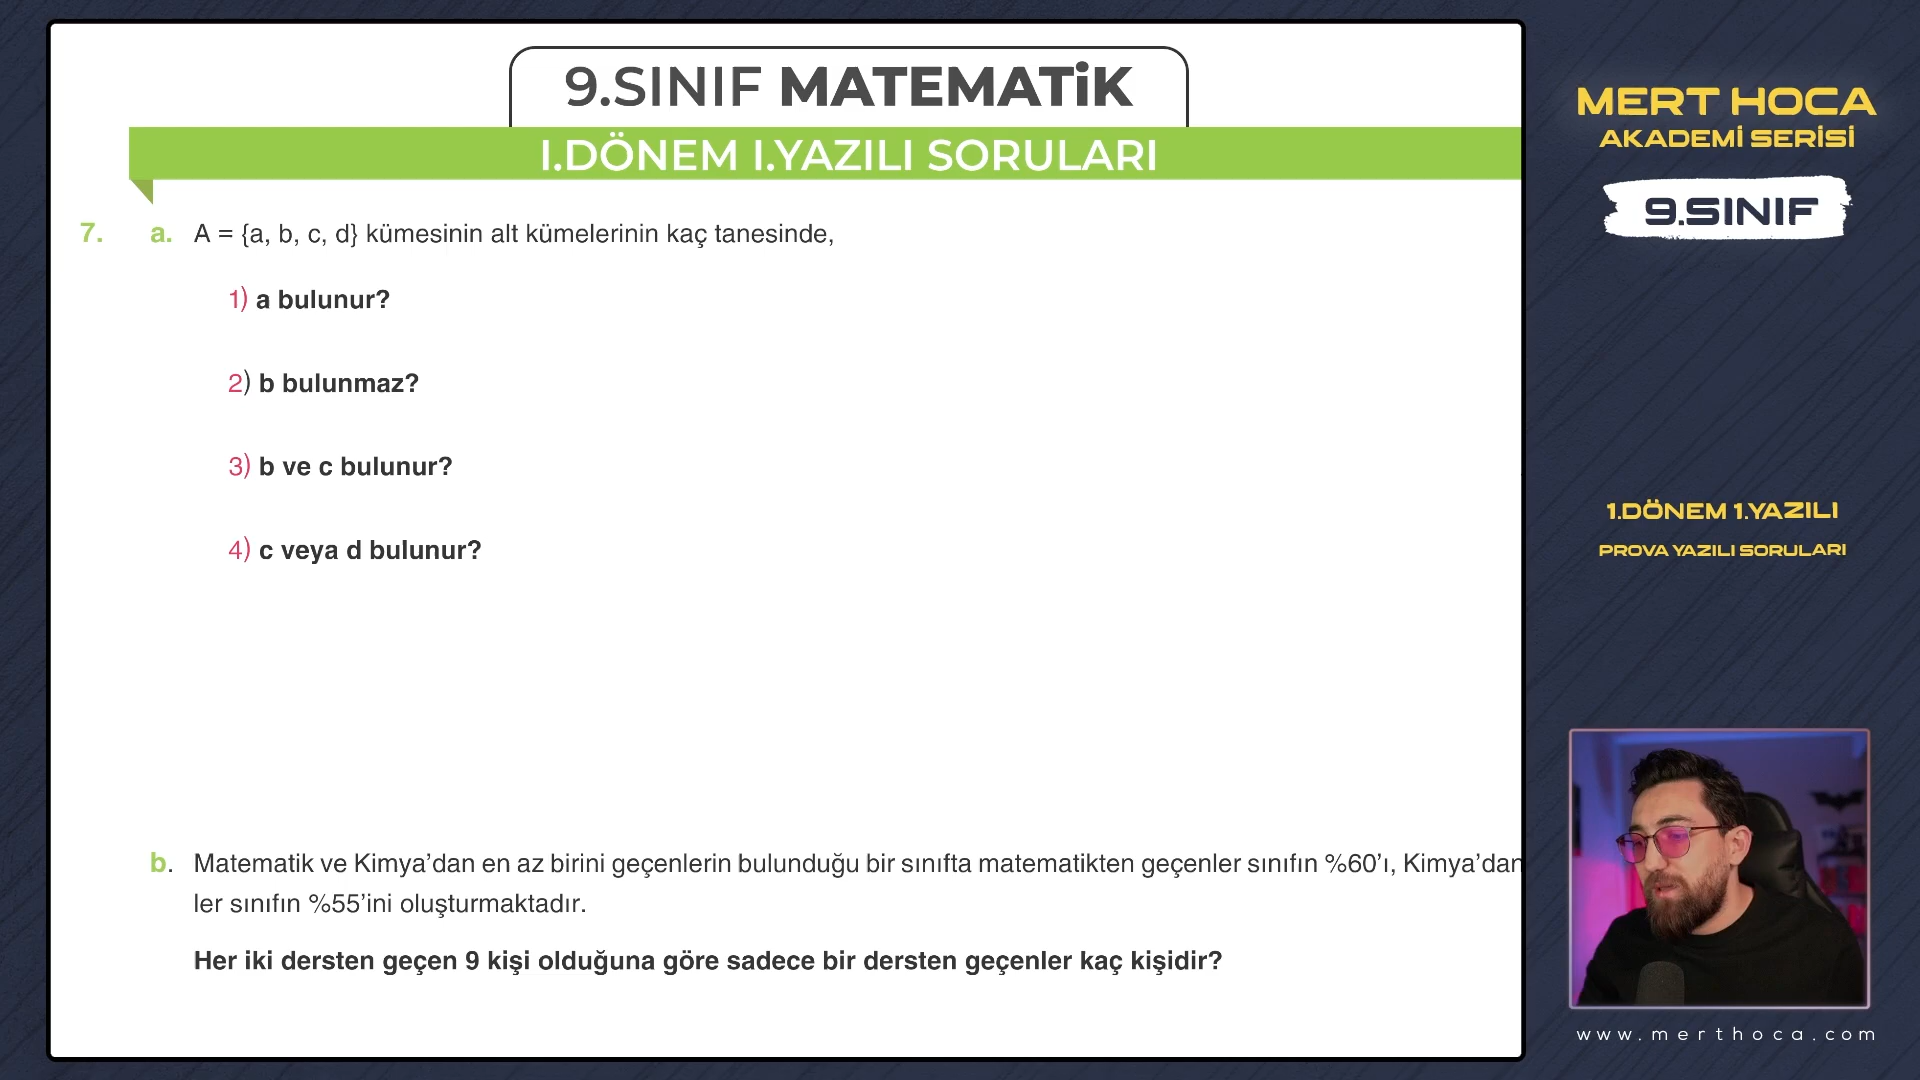 9.SINIF MATEMATİK
I.DÖNEM I.YAZILI SORULARI
7. a. A = {a, b, c, d} kümesinin alt kümelerinin kaç tanesinde,
1) a bulunur?
2) b bulunmaz?
3) b ve c bulunur?
4) c veya d bulunur?
b. Matematik ve Kimya’dan en az birini geçenlerin bulunduğu bir sınıfta matematikten geçenler sınıfın %60’ı, Kimya’dan
ler sınıfın %55’ini oluşturmaktadır.
Her iki dersten geçen 9 kişi olduğuna göre sadece bir dersten geçenler kaç kişidir?
MERT HOCA
AKADEMİ SERİSİ
9.SINIF
1.DÖNEM 1.YAZILI
PROVA YAZILI SORULARI
www.merthoca.com